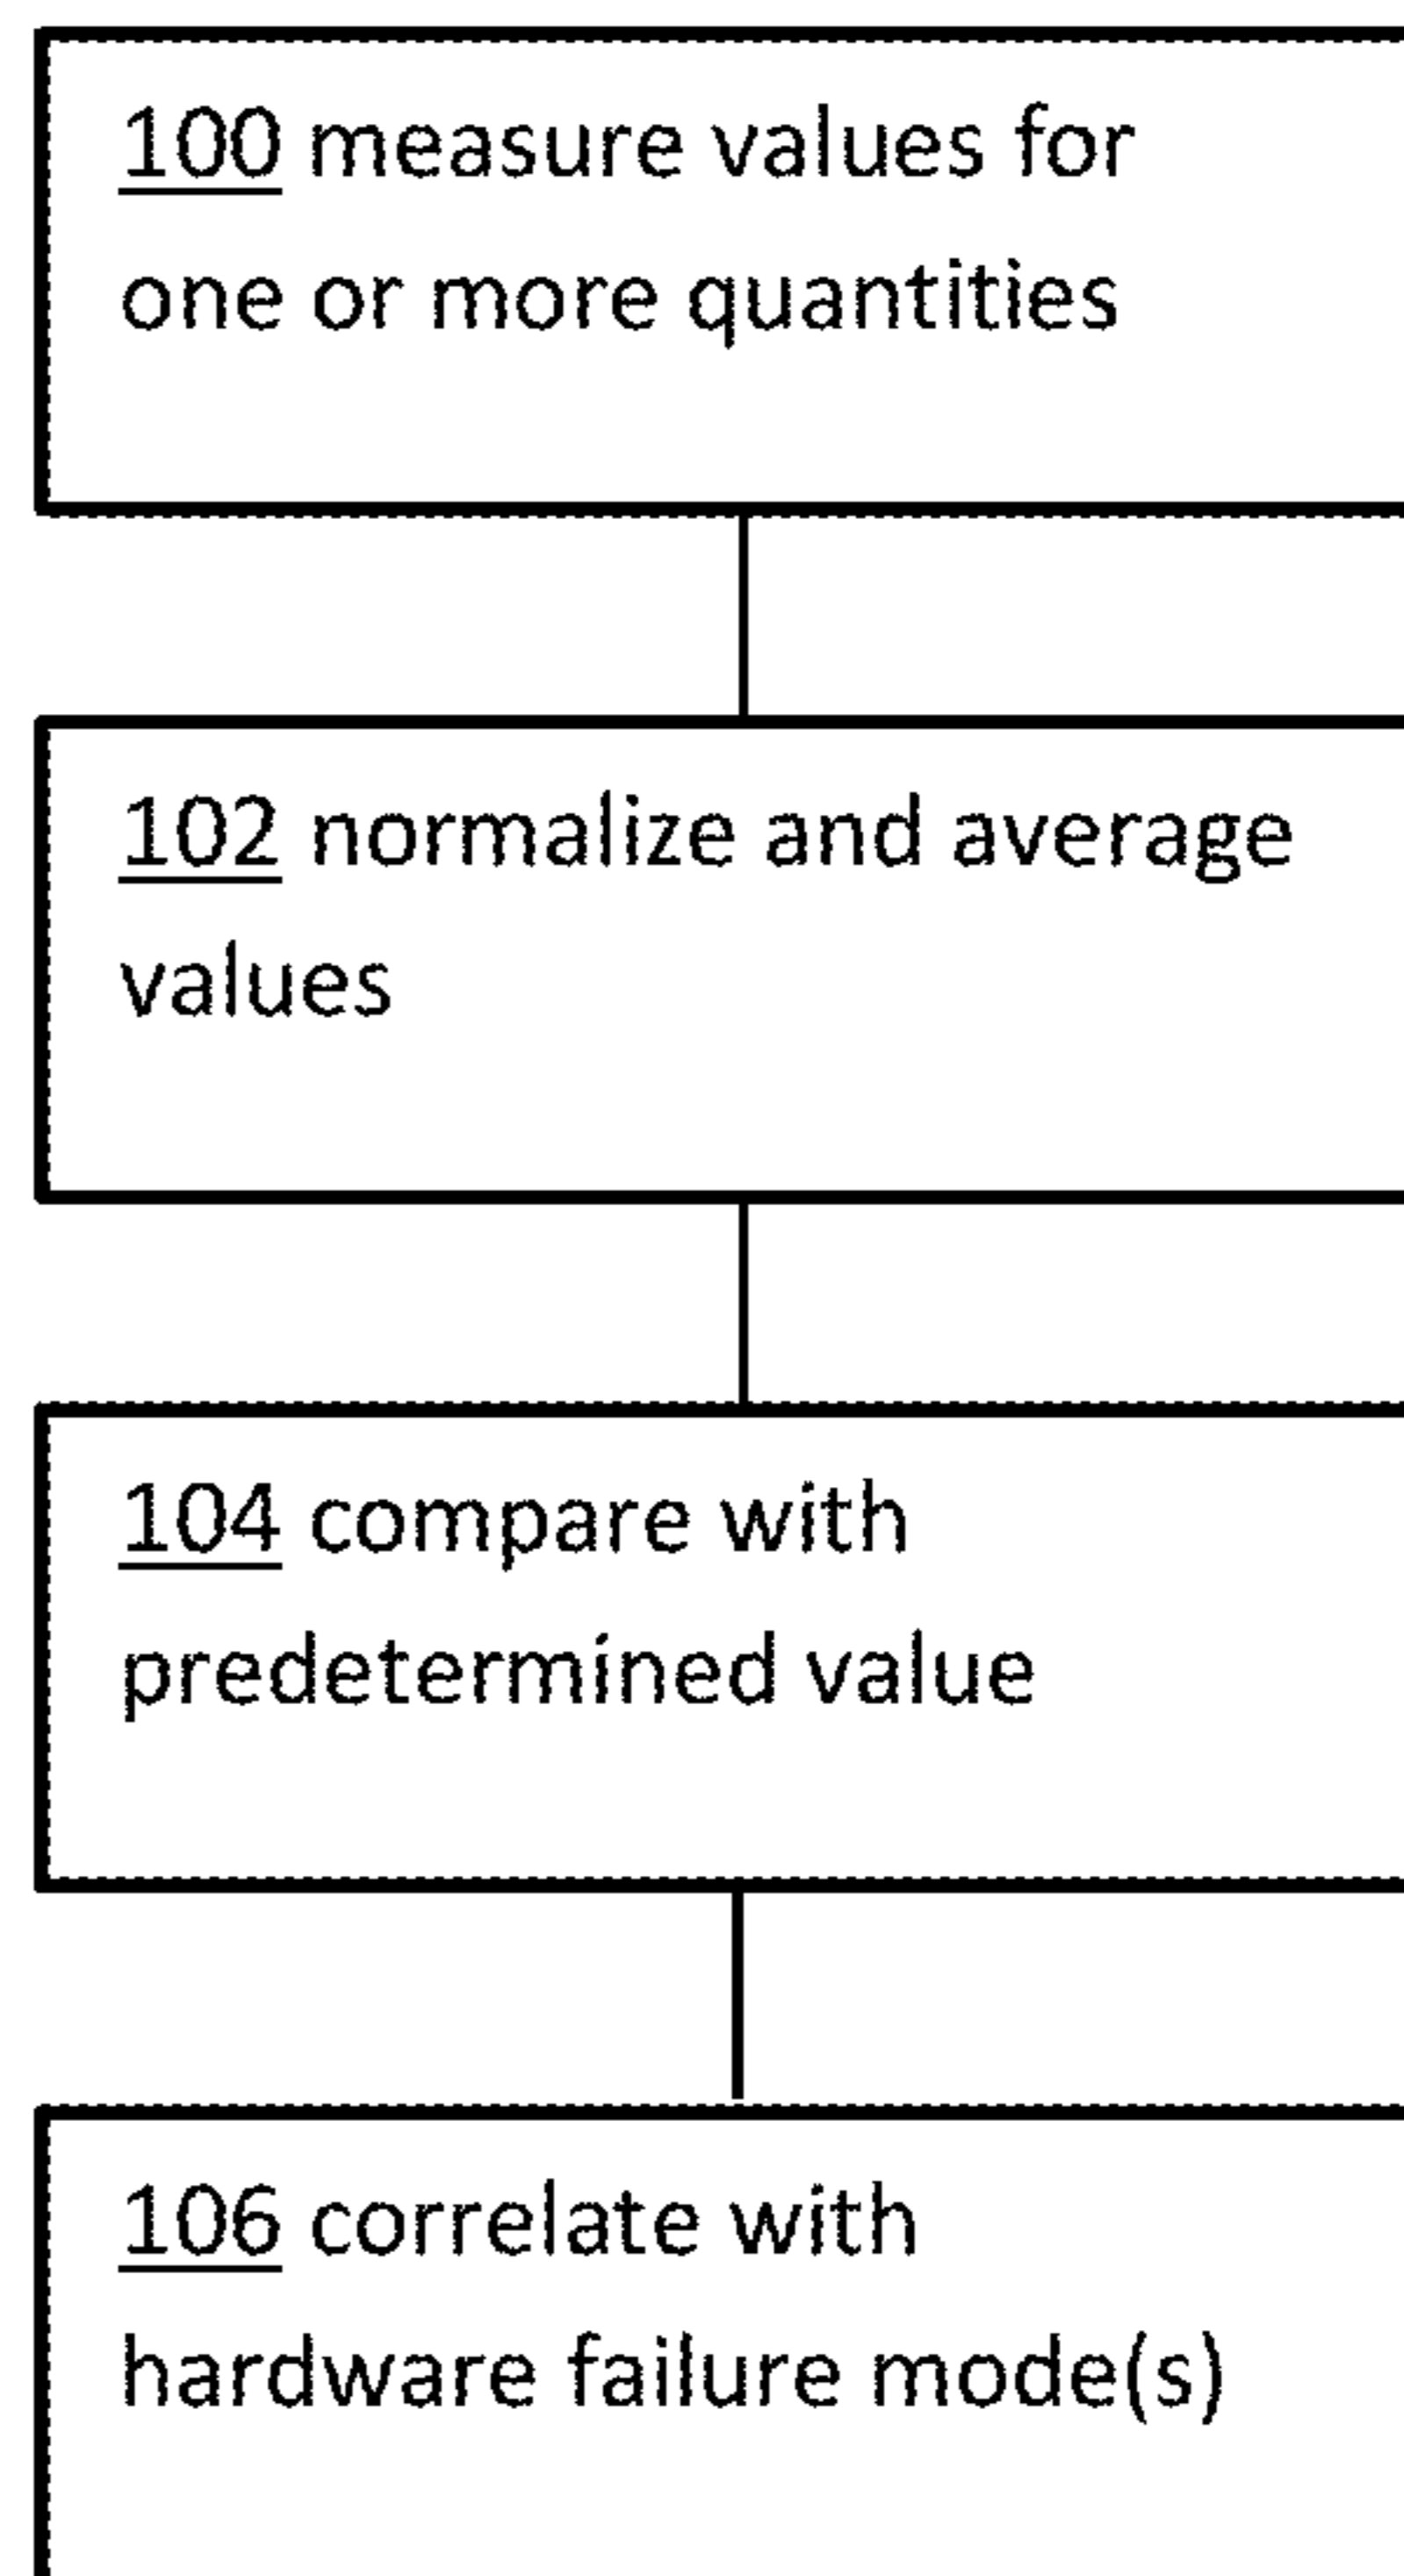 100 measure values for
one or more quantities
102 normalize and average
values
104 compare with
predetermined value
106 correlate with
hardware failure mode(s)